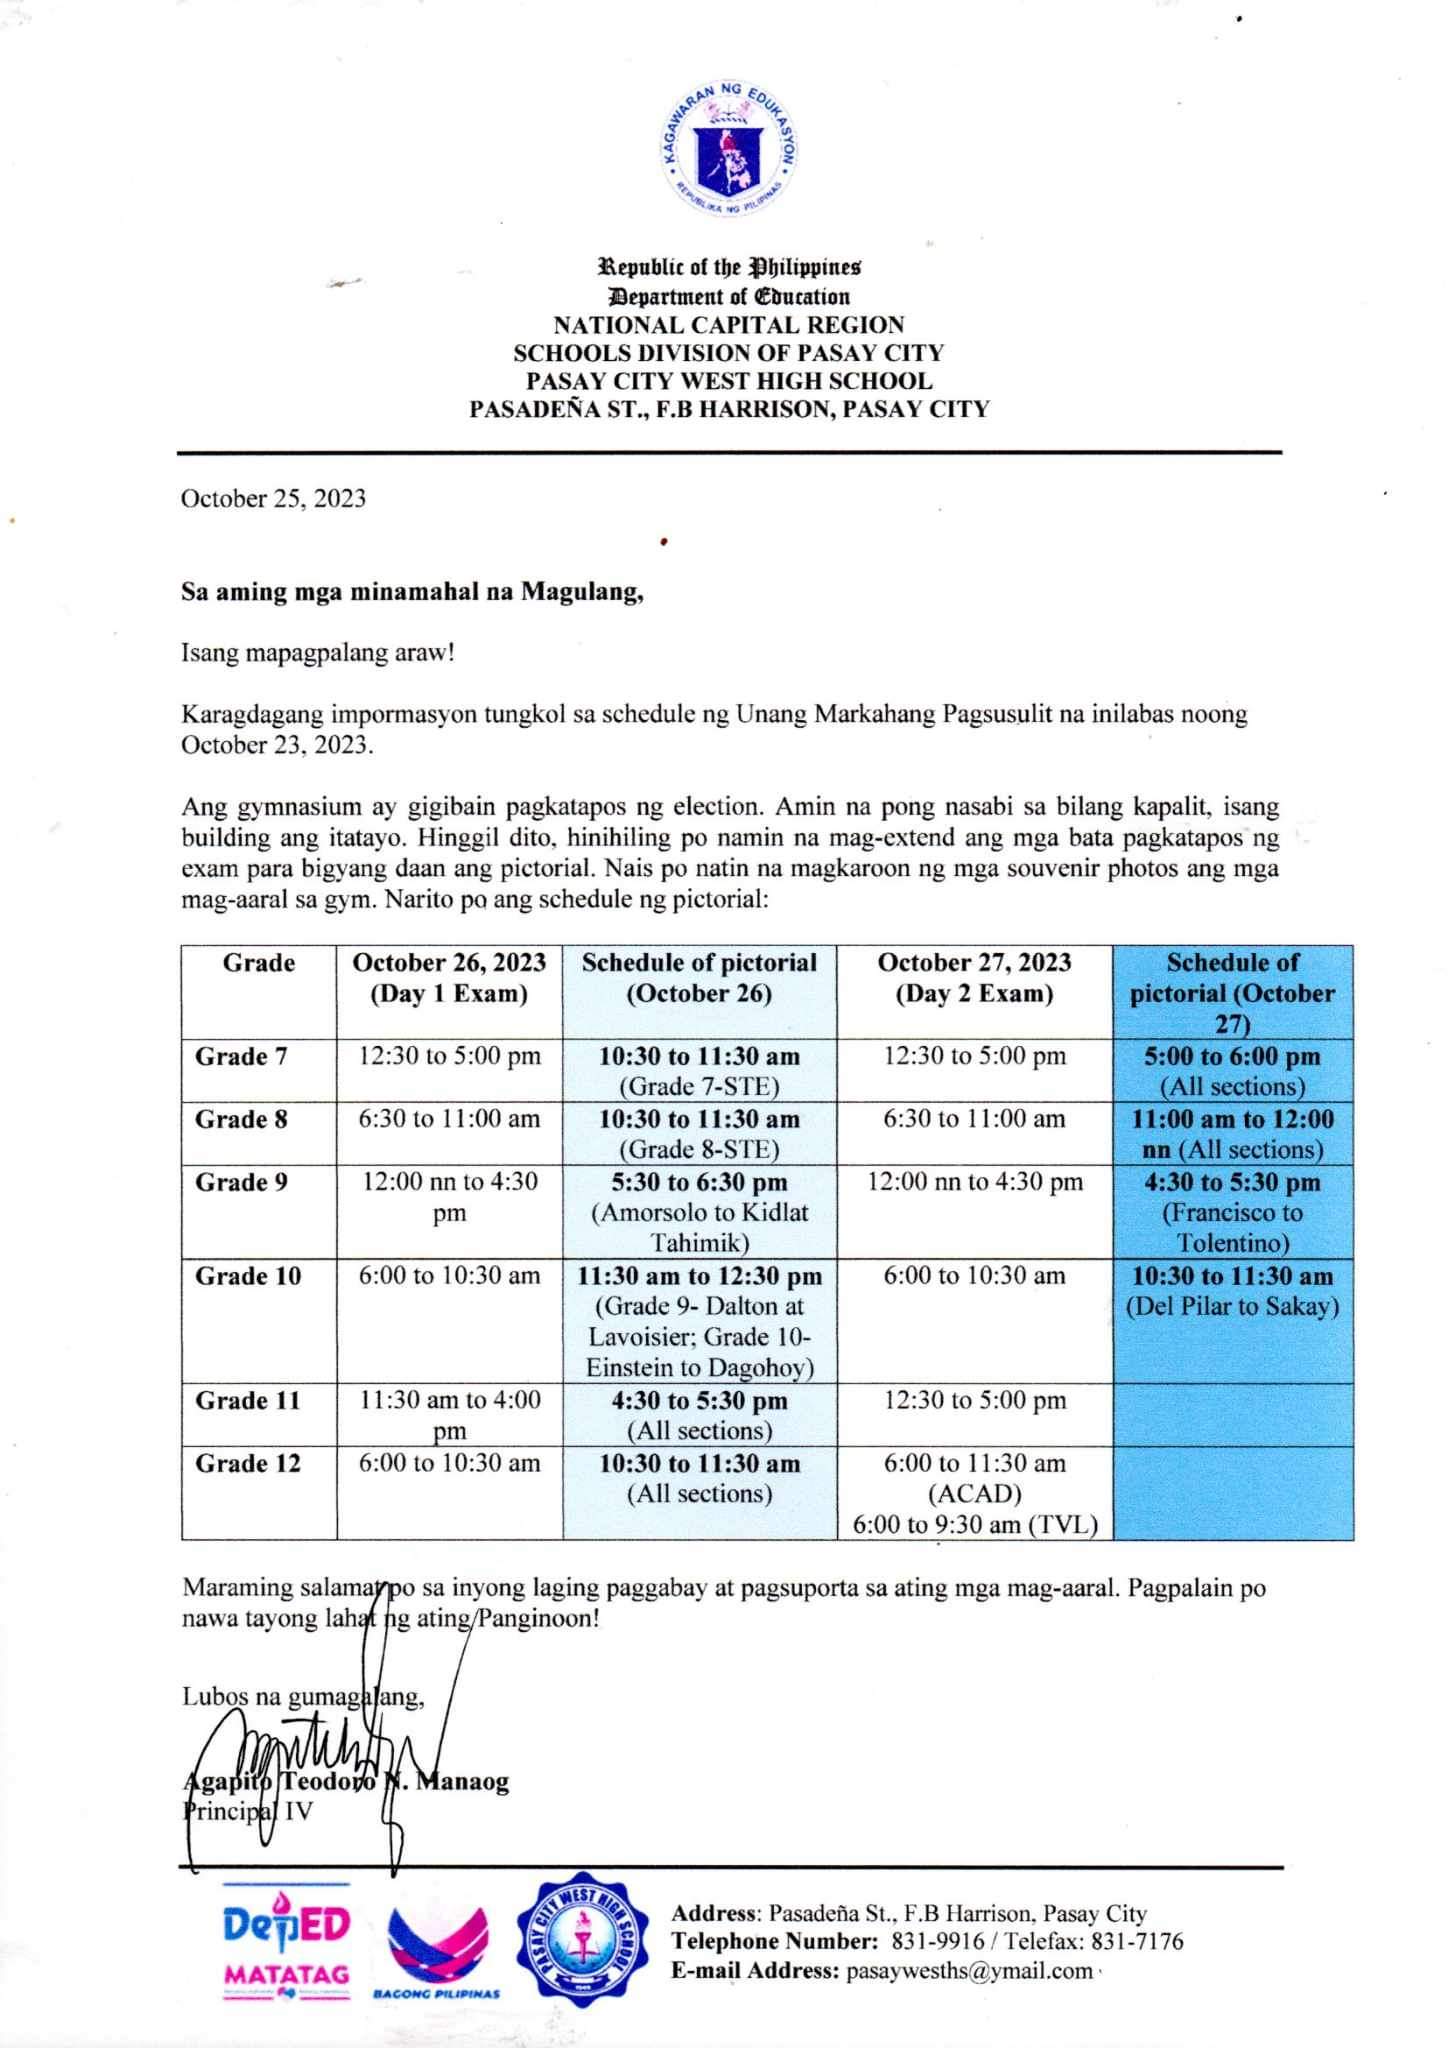 KAGAWARAN NG EDUKASYON
REPUBLIKA NG PILIPINAS
Republic of the Philippines
Department of Education
NATIONAL CAPITAL REGION
SCHOOLS DIVISION OF PASAY CITY
PASAY CITY WEST HIGH SCHOOL
PASADEÑA ST., F.B HARRISON, PASAY CITY
October 25, 2023
Sa aming mga minamahal na Magulang,
Isang mapagpalang araw!
Karagdagang impormasyon tungkol sa schedule ng Unang Markahang Pagsusulit na inilabas noong
October 23, 2023.
Ang gymnasium ay gigibain pagkatapos ng election. Amin na pong nasabi sa bilang kapalit, isang
building ang itatayo. Hinggil dito, hinihiling po namin na mag-extend ang mga bata pagkatapos ng
exam para bigyang daan ang pictorial. Nais po natin na magkaroon ng mga souvenir photos ang mga
mag-aaral sa gym. Narito po ang schedule ng pictorial:
Grade
October 26, 2023
(Day 1 Exam)
Schedule of pictorial
(October 26)
October 27, 2023
(Day 2 Exam)
Schedule of
pictorial (October
27)
Grade 7
12:30 to 5:00 pm
10:30 to 11:30 am
(Grade 7-STE)
12:30 to 5:00 pm
5:00 to 6:00 pm
(All sections)
Grade 8
6:30 to 11:00 am
10:30 to 11:30 am
(Grade 8-STE)
6:30 to 11:00 am
11:00 am to 12:00
nn (All sections)
Grade 9
12:00 nn to 4:30
pm
5:30 to 6:30 pm
(Amorsolo to Kidlat
Tahimik)
12:00 nn to 4:30 pm
4:30 to 5:30 pm
(Francisco to
Tolentino)
Grade 10
6:00 to 10:30 am
11:30 am to 12:30 pm
(Grade 9- Dalton at
Lavoisier; Grade 10-
Einstein to Dagohoy)
6:00 to 10:30 am
10:30 to 11:30 am
(Del Pilar to Sakay)
Grade 11
11:30 am to 4:00
pm
4:30 to 5:30 pm
(All sections)
12:30 to 5:00 pm
Grade 12
6:00 to 10:30 am
10:30 to 11:30 am
(All sections)
6:00 to 11:30 am
(ACAD)
6:00 to 9:30 am (TVL)
Maraming salamat po sa inyong laging paggabay at pagsuporta sa ating mga mag-aaral. Pagpalain po
nawa tayong lahat ng ating Panginoon!
Lubos na gumagalang,
Agapito Teodoro N. Manaog
Principal IV
DepED
MATATAG
BAGONG PILIPINAS
PASAY CITY WEST HIGH SCHOOL
Address: Pasadeña St., F.B Harrison, Pasay City
Telephone Number: 831-9916 / Telefax: 831-7176
E-mail Address: pasaywesths@ymail.com